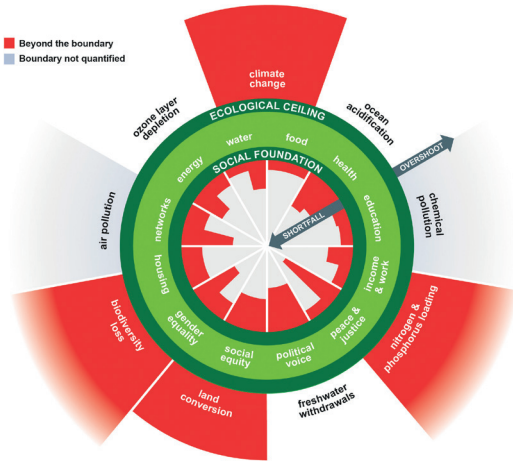 Beyond the boundary
Boundary not quantified
climate
change
ozone layer
depletion
ocean
acidification
ECOLOGICAL CEILING
OVERSHOOT
water
food
energy
health
SOCIAL FOUNDATION
networks
education
SHORTFALL
air pollution
chemical
pollution
housing
income
& work
gender
equality
peace &
justice
social
equity
political
voice
biodiversity
loss
nitrogen &
phosphorus loading
land
conversion
freshwater
withdrawals